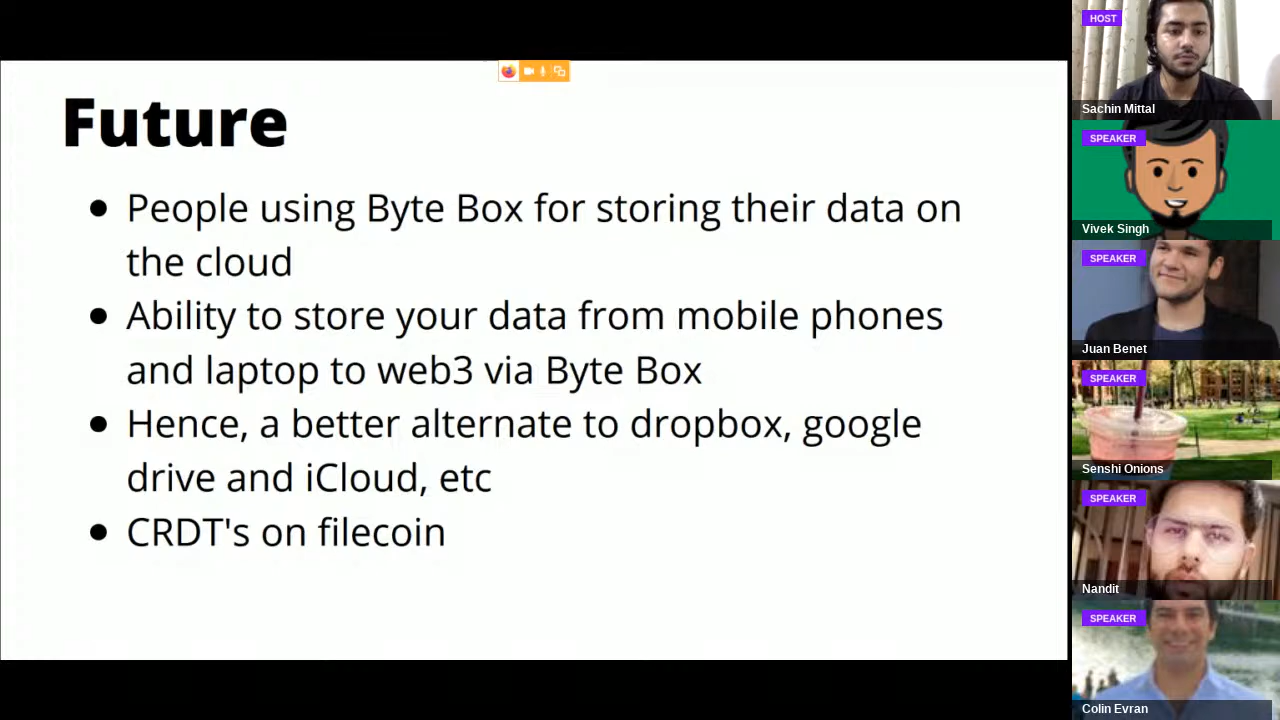 Future
● People using Byte Box for storing their data on
the cloud
● Ability to store your data from mobile phones
and laptop to web3 via Byte Box
● Hence, a better alternate to dropbox, google
drive and iCloud, etc
● CRDT's on filecoin
HOST
Sachin Mittal
SPEAKER
Vivek Singh
SPEAKER
Juan Benet
SPEAKER
Senshi Onions
SPEAKER
Nandit
SPEAKER
Colin Evran